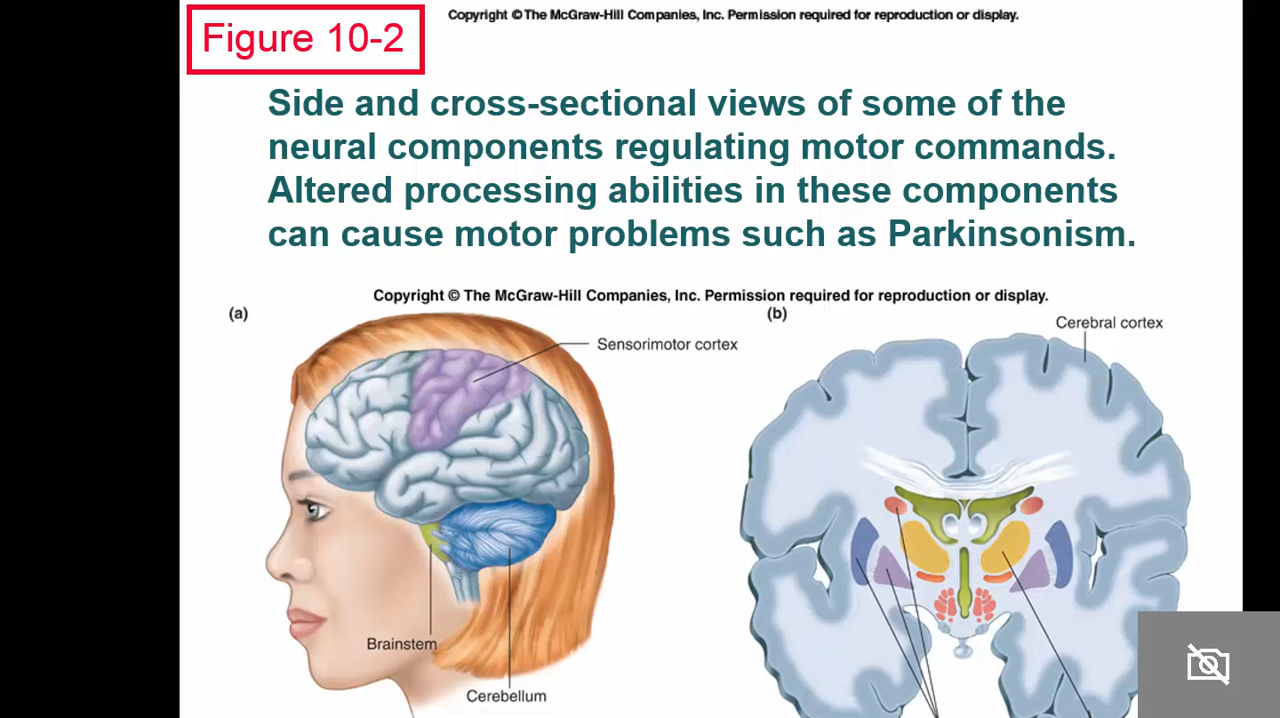 Copyright © The McGraw-Hill Companies, Inc. Permission required for reproduction or display.
Figure 10-2
Side and cross-sectional views of some of the
neural components regulating motor commands.
Altered processing abilities in these components
can cause motor problems such as Parkinsonism.
Copyright © The McGraw-Hill Companies, Inc. Permission required for reproduction or display.
(a)
Sensorimotor cortex
Brainstem
Cerebellum
(b)
Cerebral cortex